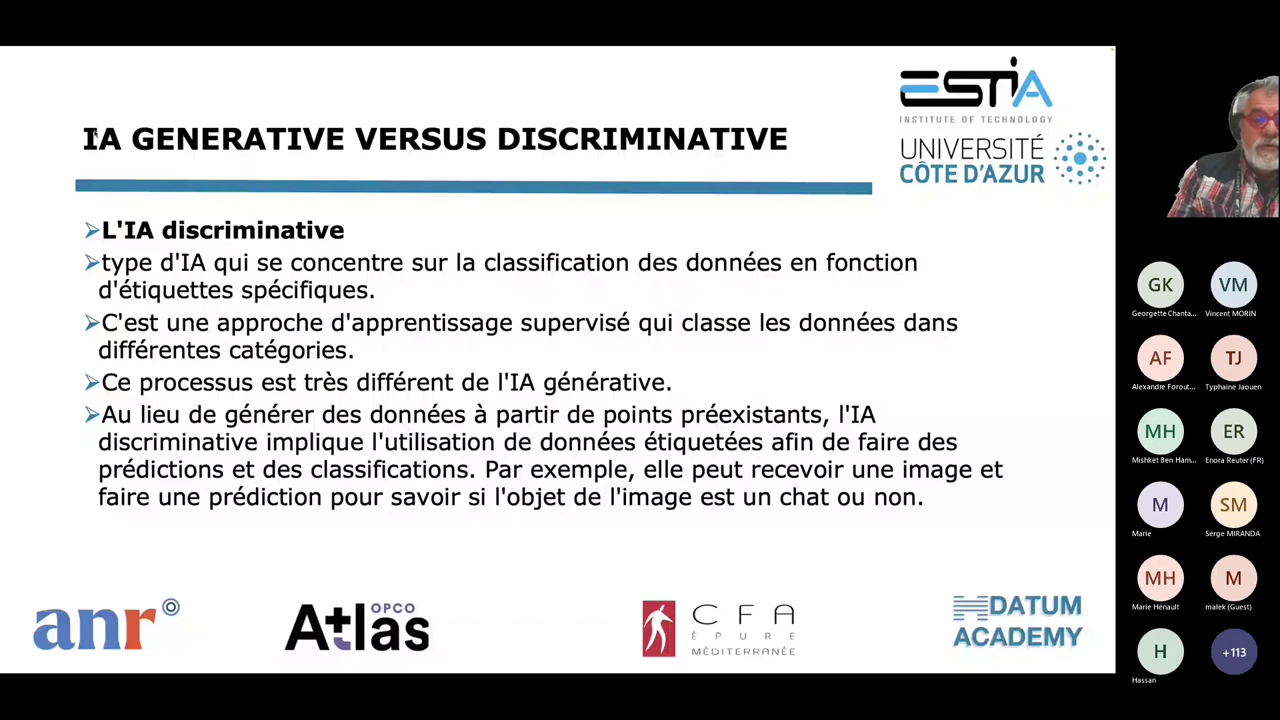 ESTIA
INSTITUTE OF TECHNOLOGY
UNIVERSITÉ
CÔTE D'AZUR
IA GENERATIVE VERSUS DISCRIMINATIVE
L'IA discriminative
type d'IA qui se concentre sur la classification des données en fonction
d'étiquettes spécifiques.
C'est une approche d'apprentissage supervisé qui classe les données dans
différentes catégories.
Ce processus est très différent de l'IA générative.
Au lieu de générer des données à partir de points préexistants, l'IA
discriminative implique l'utilisation de données étiquetées afin de faire des
prédictions et des classifications. Par exemple, elle peut recevoir une image et
faire une prédiction pour savoir si l'objet de l'image est un chat ou non.
anr
OPCO
Atlas
CFA
ÉPURE
MÉDITERRANÉE
DATUM
ACADEMY
GK
VM
Georgette Chanta...
Vincent MORIN
AF
TJ
Alexandre Forout...
Typhaine Jaouen
MH
ER
Mishket Ben Ham...
Enora Reuter (FR)
M
SM
Marie
Serge MIRANDA
MH
M
Marie Hénault
malek (Guest)
H
+113
Hassan